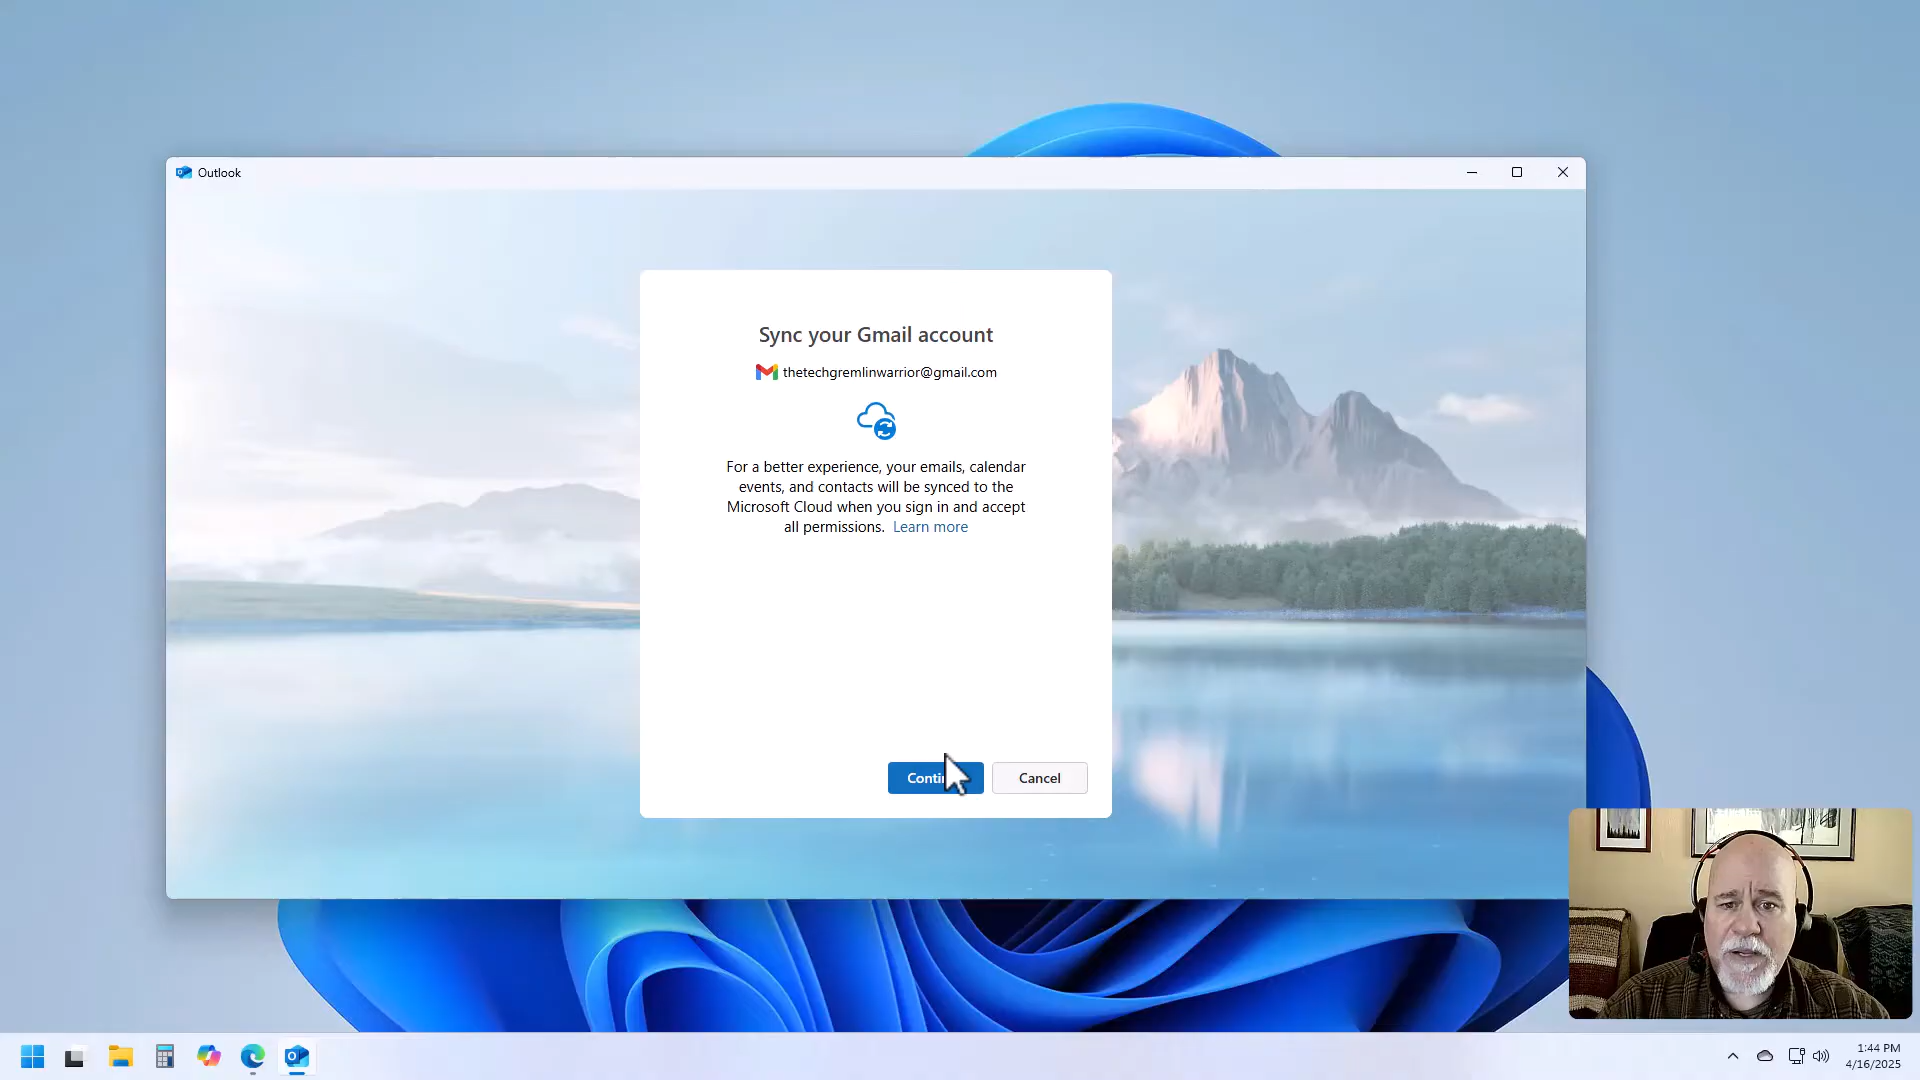 Outlook
Sync your Gmail account
thetechgremlinwarrior@gmail.com
For a better experience, your emails, calendar
events, and contacts will be synced to the
Microsoft Cloud when you sign in and accept
all permissions. Learn more
Cancel
1:44 PM
4/16/2025